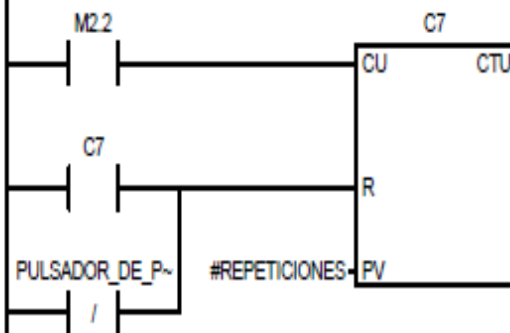 M2.2
C7
CU
CTU
C7
R
PULSADOR_DE_P~
#REPETICIONES
PV
/